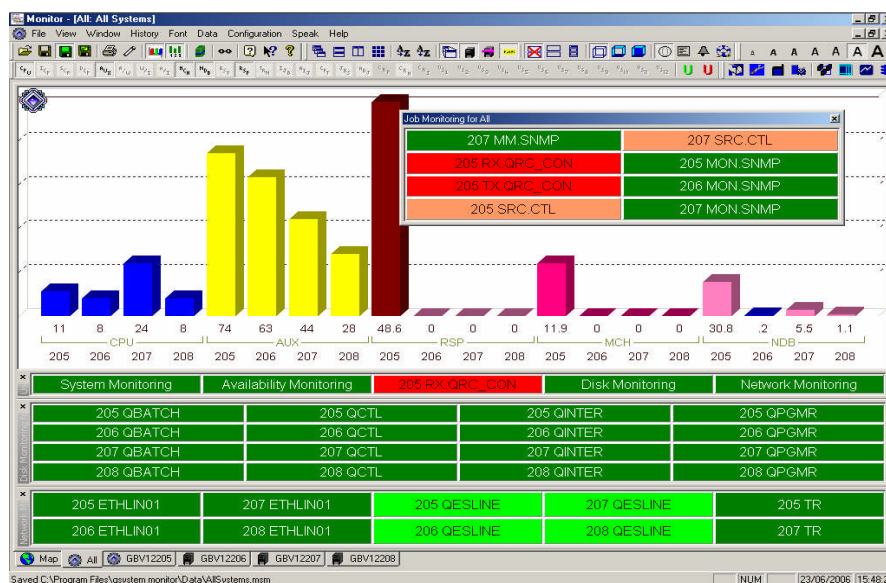 Monitor - [All: All Systems]
File View Window History Font Data Configuration Speak Help
Job Monitoring for All
207 MM.SNMP 207 SRC.CTL
205 RX.QRC_CON 205 MON.SNMP
205 TX.QRC_CON 206 MON.SNMP
205 SRC.CTL 207 MON.SNMP
11 8 24 8 74 63 44 28 48.6 0 0 0 11.9 0 0 0 30.8 .2 5.5 1.1
CPU AUX RSP MCH NDB
205 206 207 208 205 206 207 208 205 206 207 208 205 206 207 208 205 206 207 208
System Monitoring Availability Monitoring 205 RX.QRC_CON Disk Monitoring Network Monitoring
Disk Monitoring
205 QBATCH 205 QCTL 205 QINTER 205 QPGMR
206 QBATCH 206 QCTL 206 QINTER 206 QPGMR
207 QBATCH 207 QCTL 207 QINTER 207 QPGMR
208 QBATCH 208 QCTL 208 QINTER 208 QPGMR
Network M
205 ETHLIN01 207 ETHLIN01 205 QESLINE 207 QESLINE 205 TR
206 ETHLIN01 208 ETHLIN01 206 QESLINE 208 QESLINE 207 TR
Map All GBV12205 GBV12206 GBV12207 GBV12208
Saved C:\Program Files\qsystem monitor\Data\AllSystems.msm NUM 23/06/2006